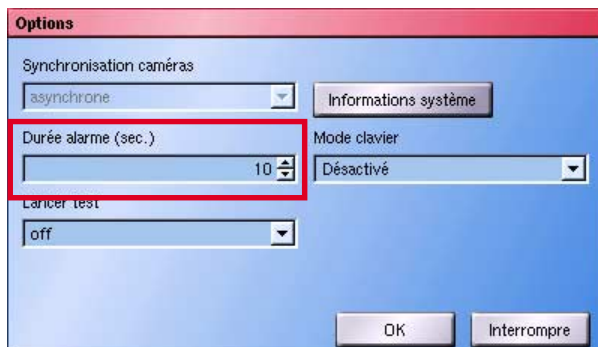 Options
Synchronisation caméras
asynchrone
Informations système
Durée alarme (sec.)
Mode clavier
10
Désactivé
Lancer test
off
OK
Interrompre